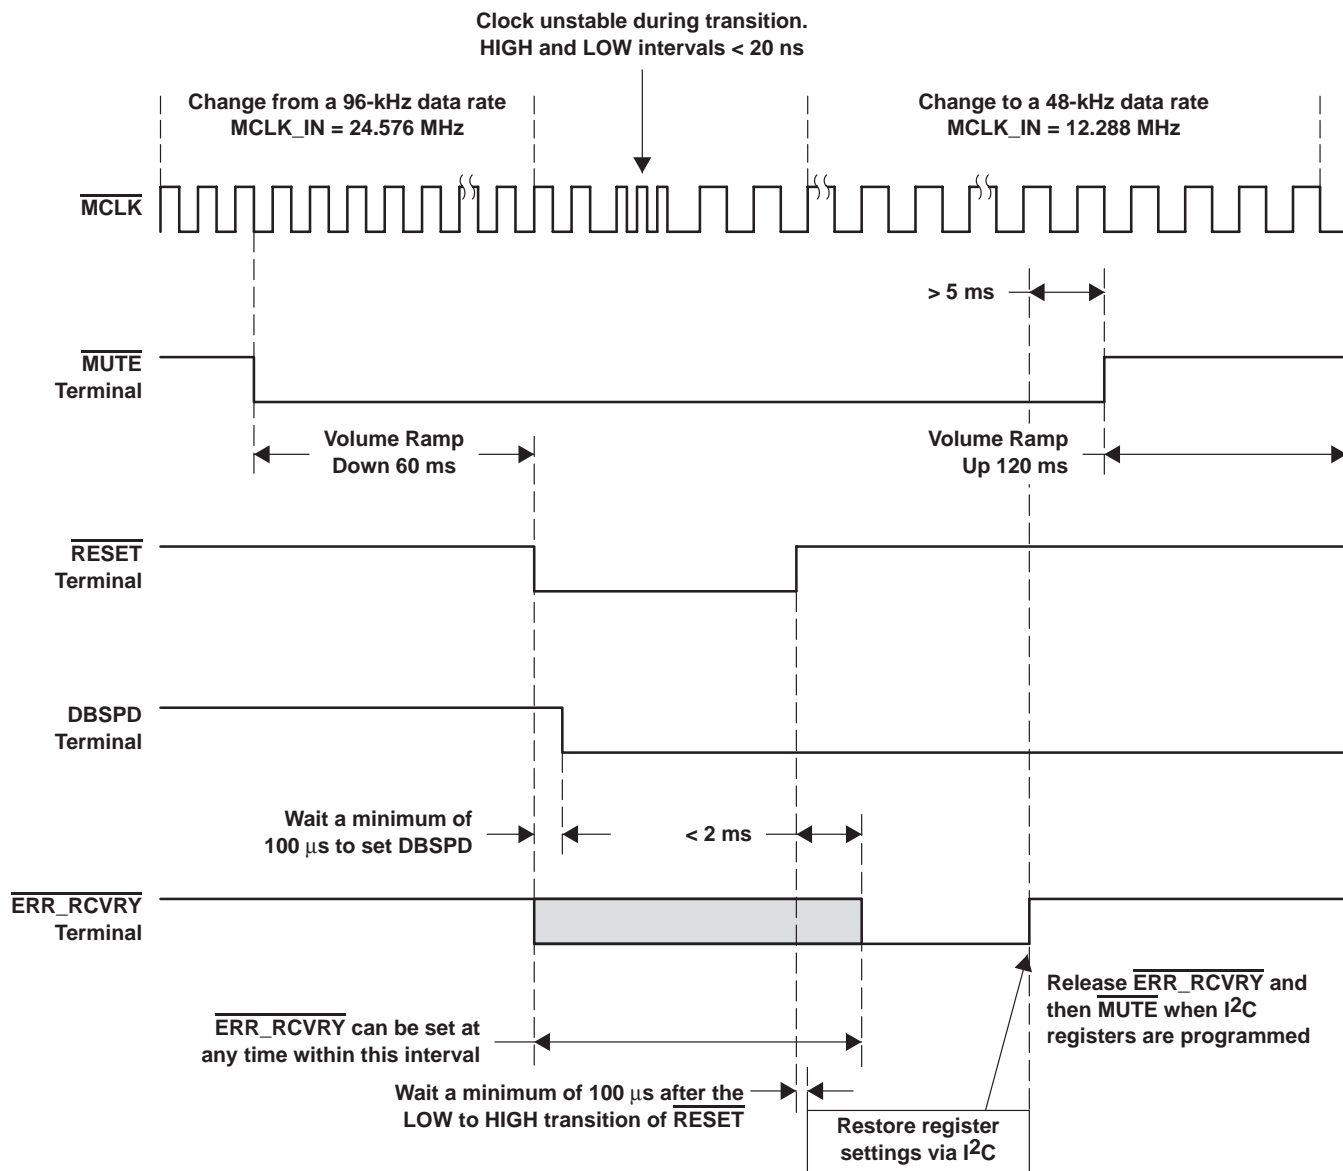 Clock unstable during transition.
HIGH and LOW intervals < 20 ns
Change from a 96-kHz data rate
MCLK_IN = 24.576 MHz
Change to a 48-kHz data rate
MCLK_IN = 12.288 MHz
MCLK
> 5 ms
MUTE
Terminal
Volume Ramp
Down 60 ms
Volume Ramp
Up 120 ms
RESET
Terminal
DBSPD
Terminal
Wait a minimum of
100 μs to set DBSPD
< 2 ms
ERR_RCVRY
Terminal
Release ERR_RCVRY and
then MUTE when I2C
registers are programmed
ERR_RCVRY can be set at
any time within this interval
Wait a minimum of 100 μs after the
LOW to HIGH transition of RESET
Restore register
settings via I2C